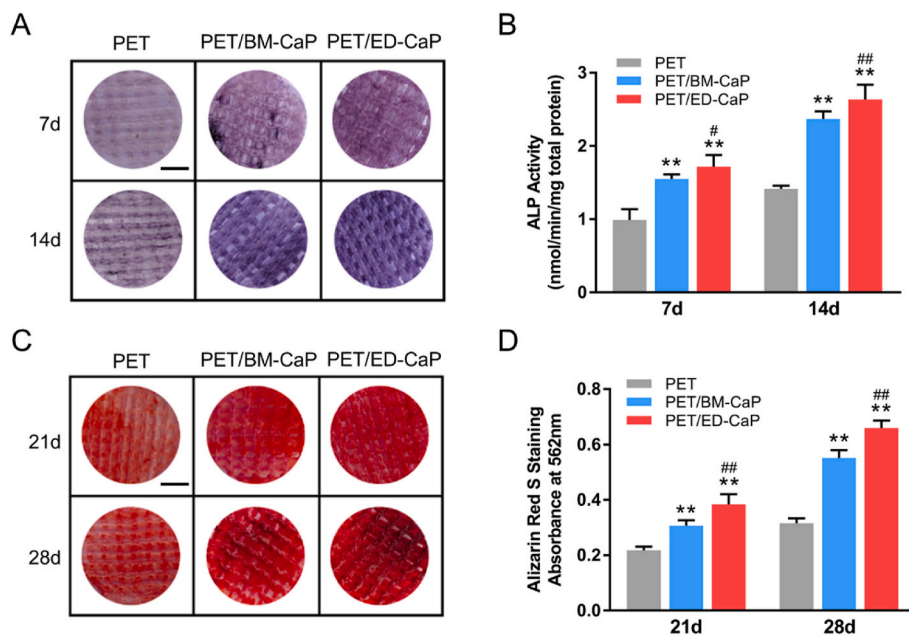 A
PET PET/BM-CaP PET/ED-CaP
7d
14d
B
PET
PET/BM-CaP
PET/ED-CaP
ALP Activity
(nmol/min/mg total protein)
3
2
1
0
**
#
**
**
##
**
7d 14d
C
PET PET/BM-CaP PET/ED-CaP
21d
28d
D
PET
PET/BM-CaP
PET/ED-CaP
Alizarin Red S Staining
Absorbance at 562nm
0.8
0.6
0.4
0.2
0.0
**
##
**
**
##
**
21d 28d